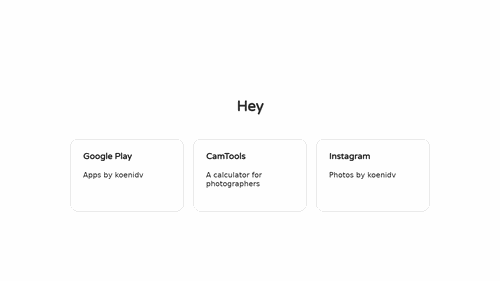 Hey
Google Play
Apps by koenidv
CamTools
A calculator for
photographers
Instagram
Photos by koenidv